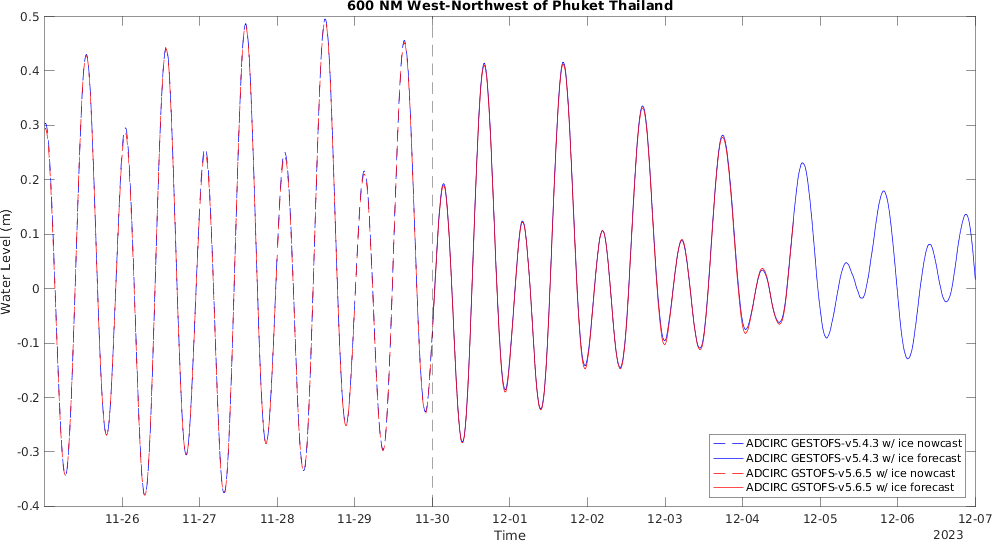 600 NM West-Northwest of Phuket Thailand
0.5
0.4
0.3
0.2
0.1
0
-0.1
-0.2
-0.3
-0.4
Water Level (m)
11-26 11-27 11-28 11-29 11-30 12-01 12-02 12-03 12-04 12-05 12-06 12-07
Time
2023
ADCIRC GESTOFS-v5.4.3 w/ ice nowcast
ADCIRC GESTOFS-v5.4.3 w/ ice forecast
ADCIRC GSTOFS-v5.6.5 w/ ice nowcast
ADCIRC GSTOFS-v5.6.5 w/ ice forecast